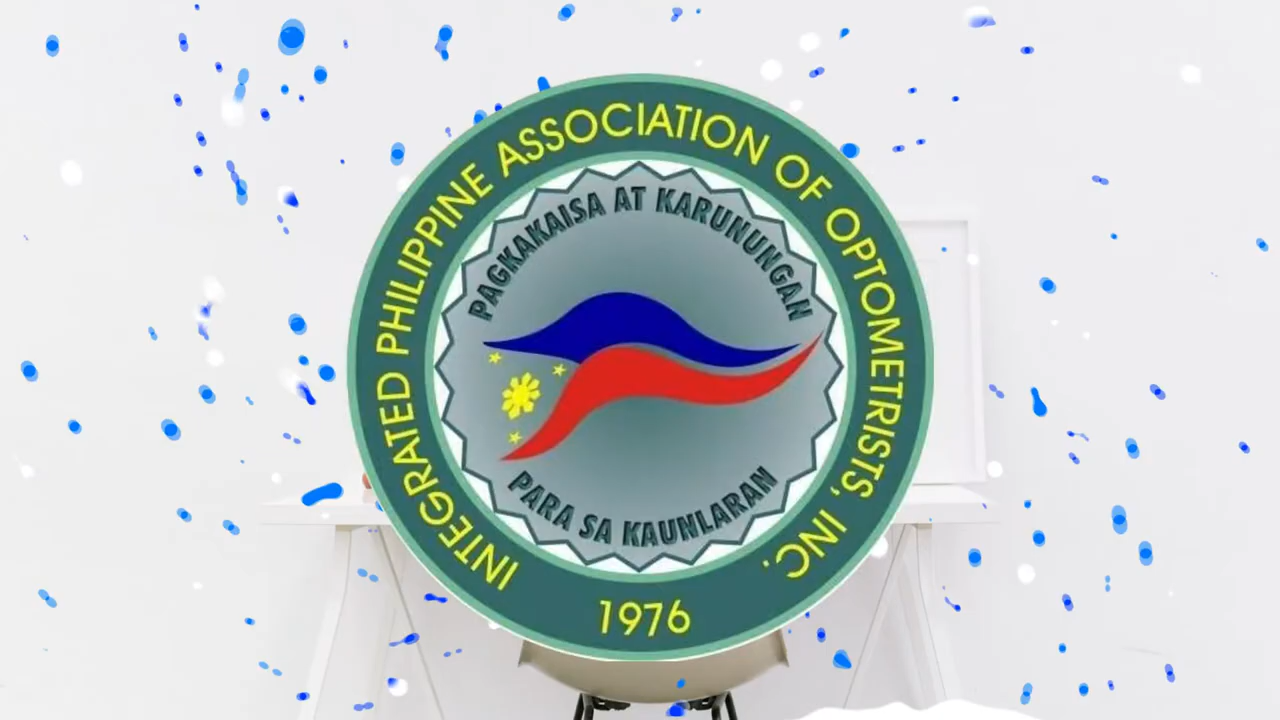 INTEGRATED PHILIPPINE ASSOCIATION OF OPTOMETRISTS, INC.
PAGKAKAISA AT KARUNUNGAN
PARA SA KAUNLARAN
1976